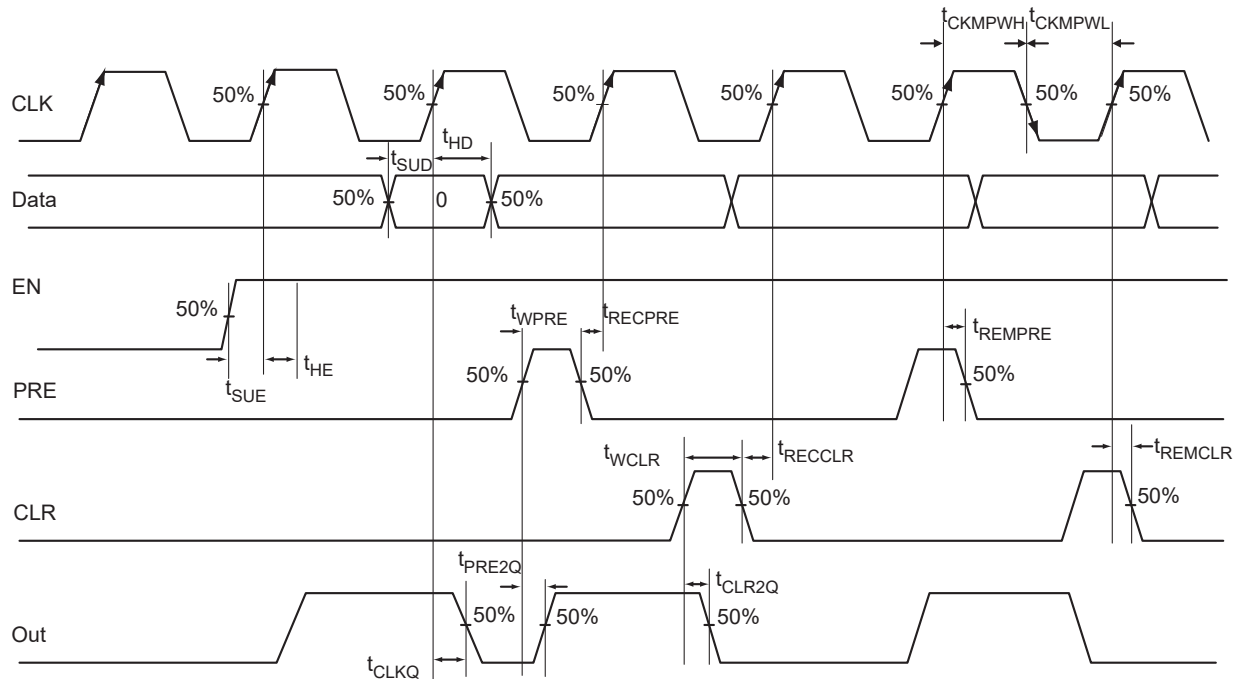 tCKMPWH tCKMPWL
CLK
50% 50% 50% 50% 50% 50% 50%
tSUD
tHD
Data
50% 0 50%
EN
50%
tSUE
tHE
tWPRE tRECPRE
tREMPRE
PRE
50% 50% 50%
tWCLR tRECCLR
tREMCLR
CLR
50% 50% 50%
tPRE2Q
tCLR2Q
Out
50% 50% 50%
tCLKQ